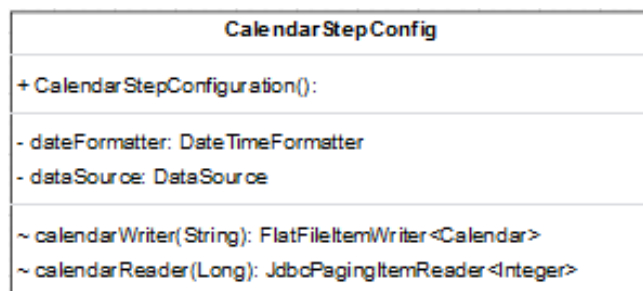 CalendarStepConfig
+ CalendarStepConfiguration():
- dateFormatter: DateTimeFormatter
- dataSource: DataSource
~ calendarWriter(String): FlatFileItemWriter<Calendar>
~ calendarReader(Long): JdbcPagingItemReader<Integer>